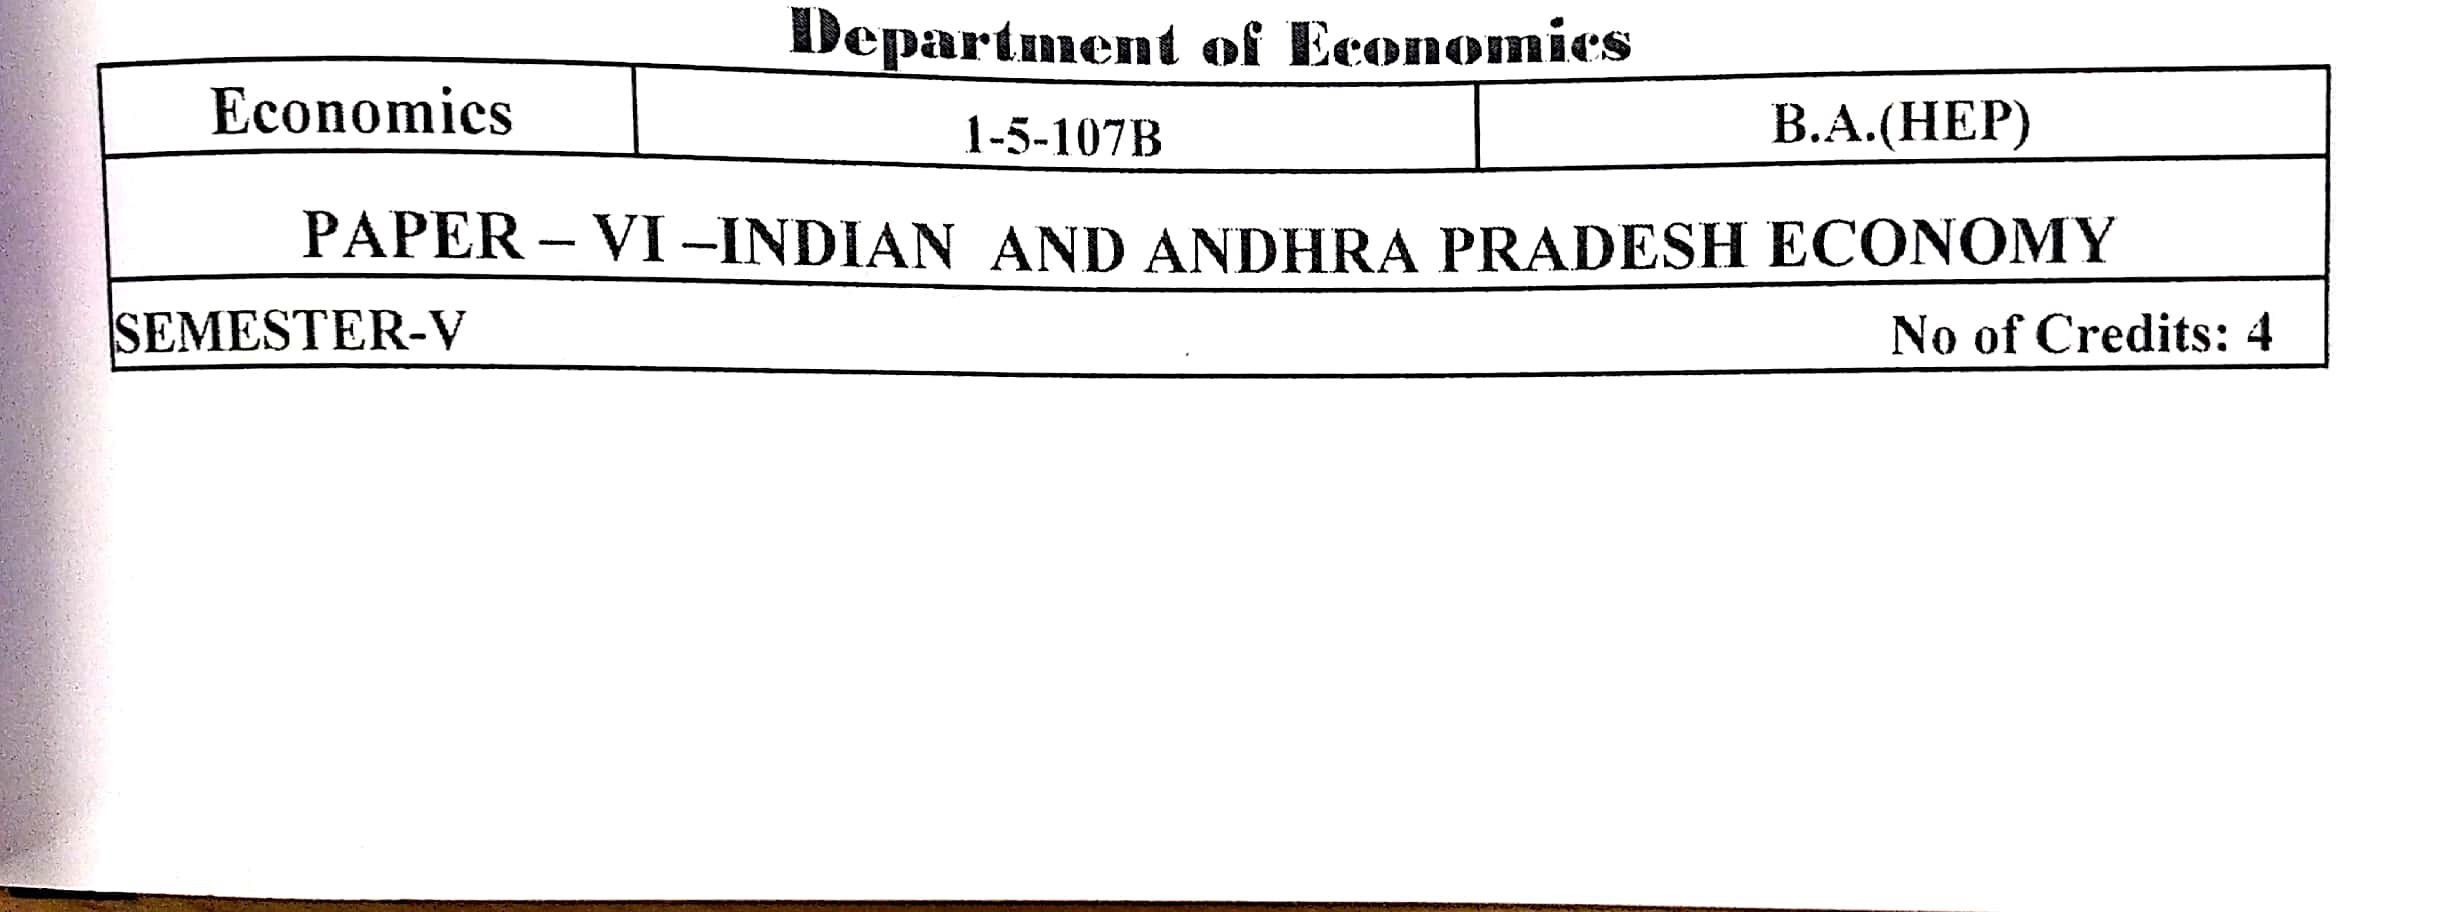 Department of Economics
Economics 1-5-107B B.A.(HEP)
PAPER – VI –INDIAN AND ANDHRA PRADESH ECONOMY
SEMESTER-V No of Credits: 4